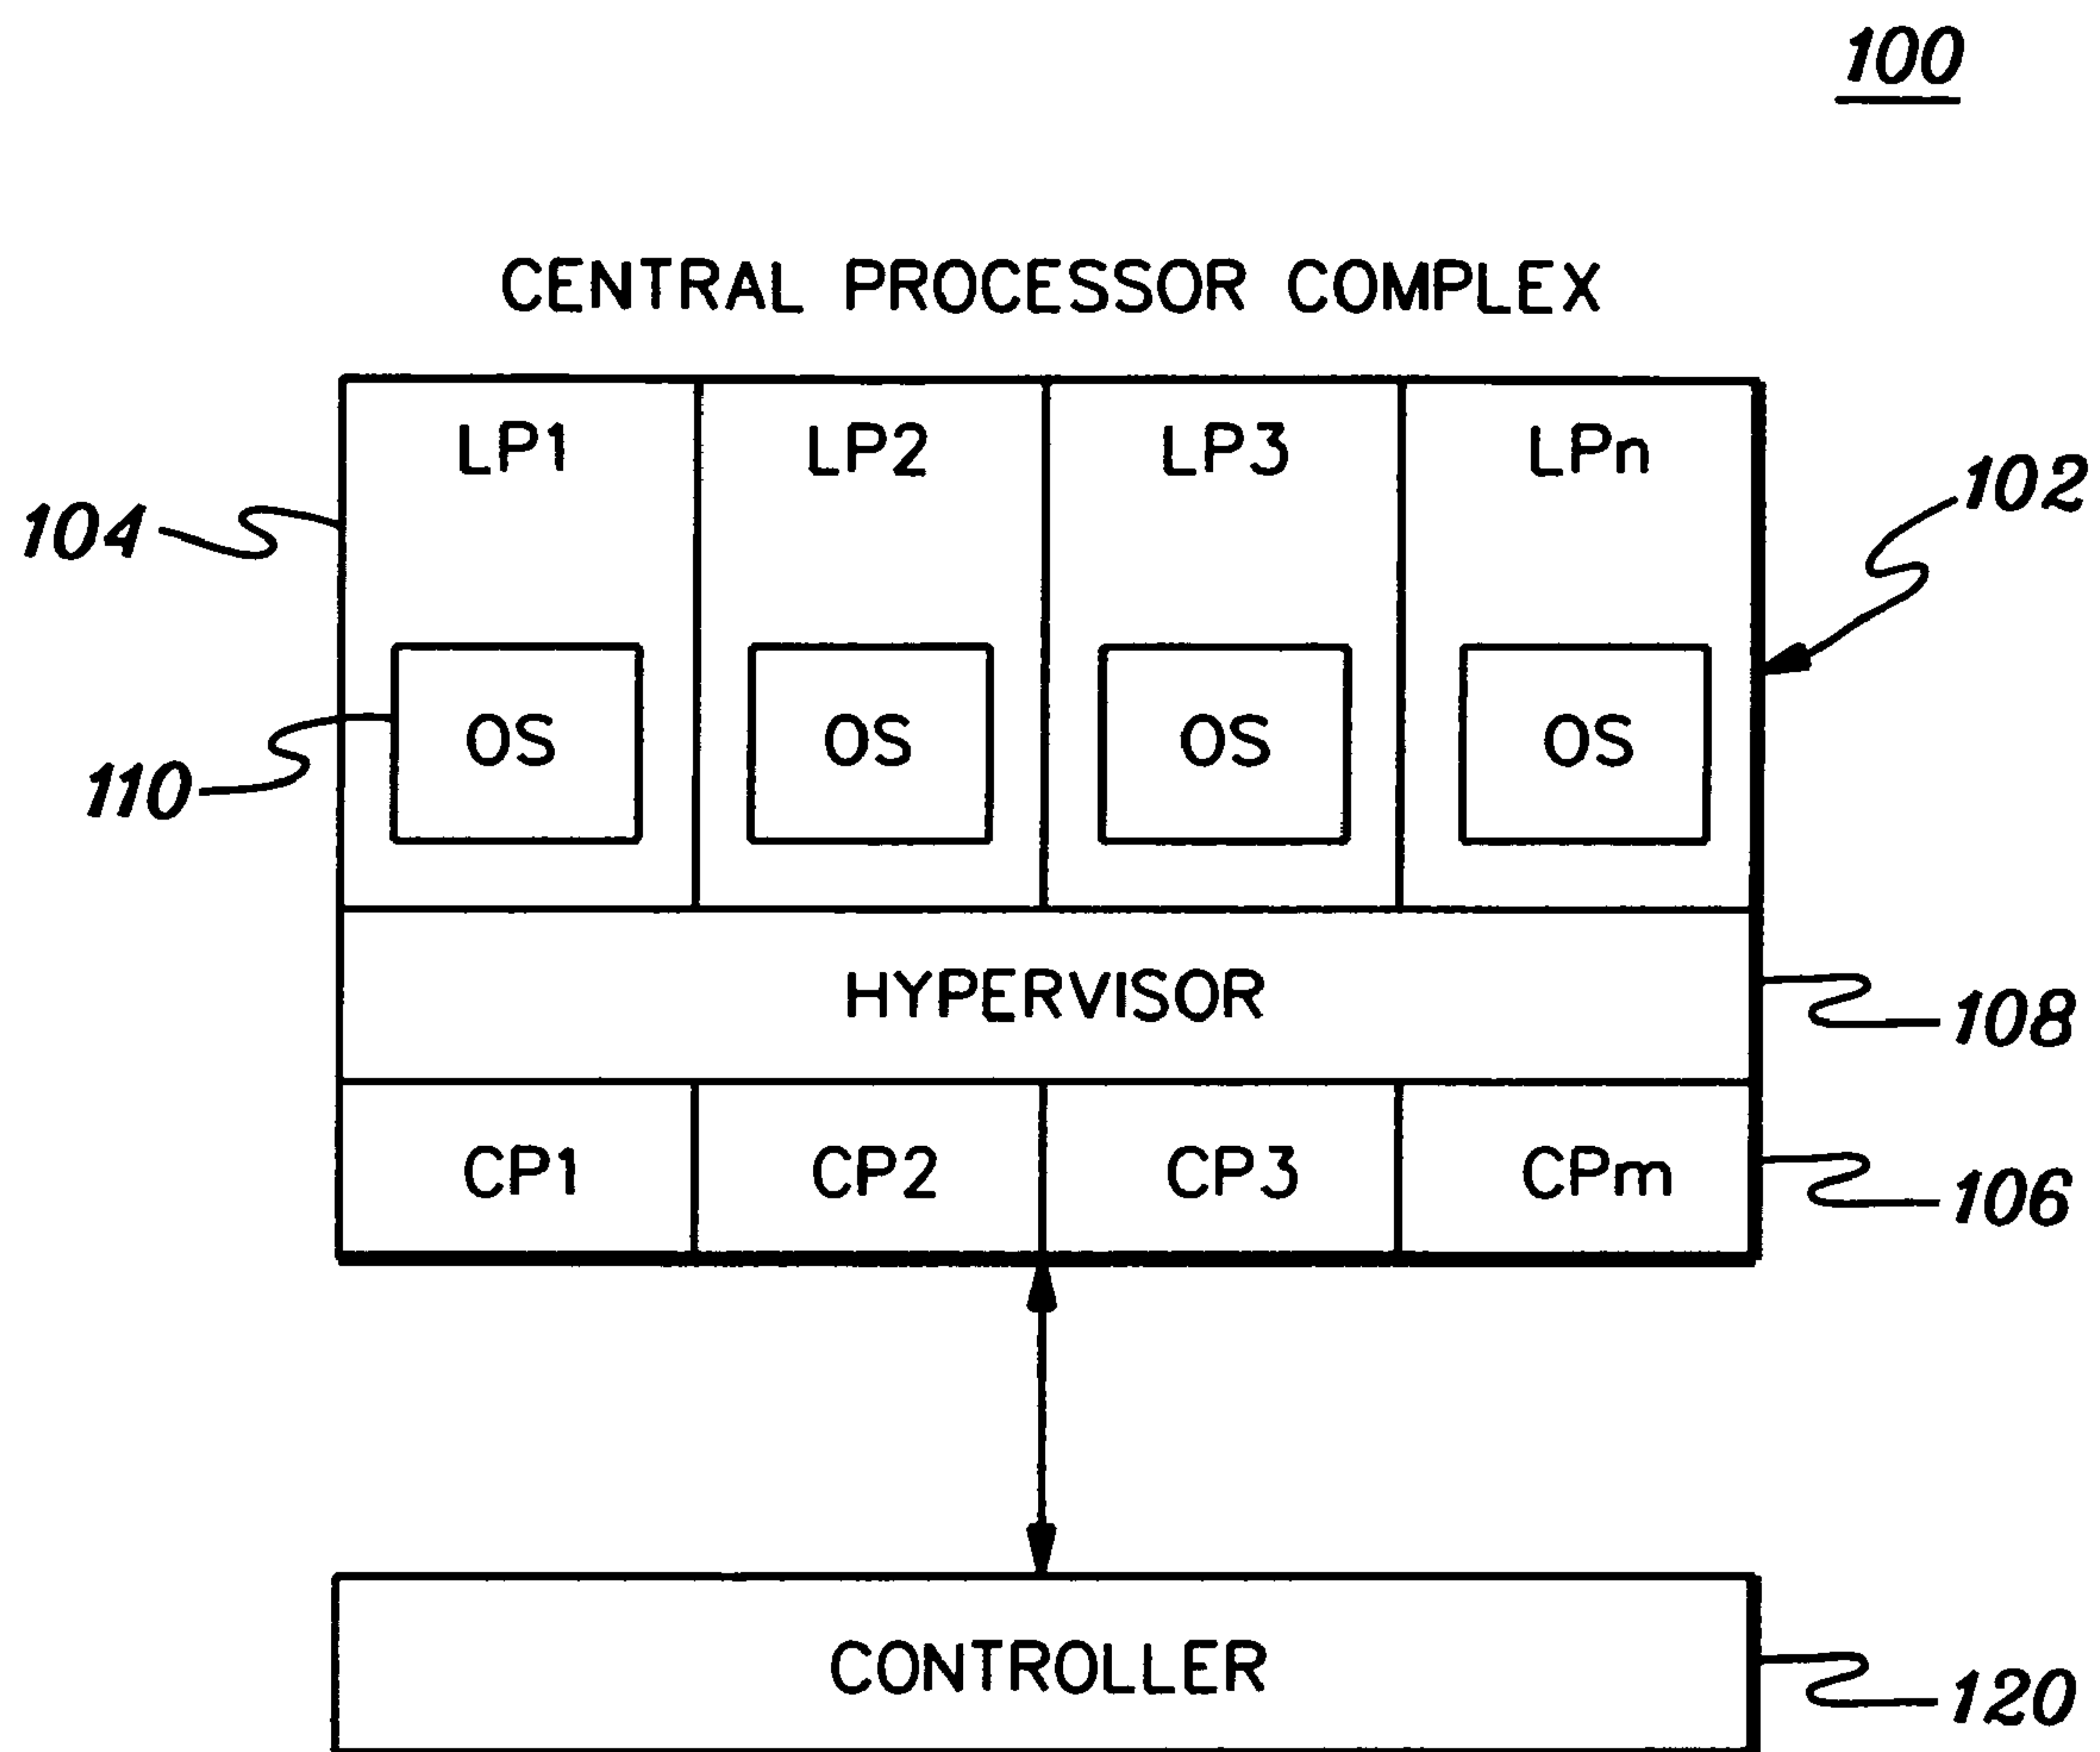 100
CENTRAL PROCESSOR COMPLEX
LP1 LP2 LP3 LPn
102
104
OS OS OS OS
110
HYPERVISOR
108
CP1 CP2 CP3 CPm
106
CONTROLLER
120